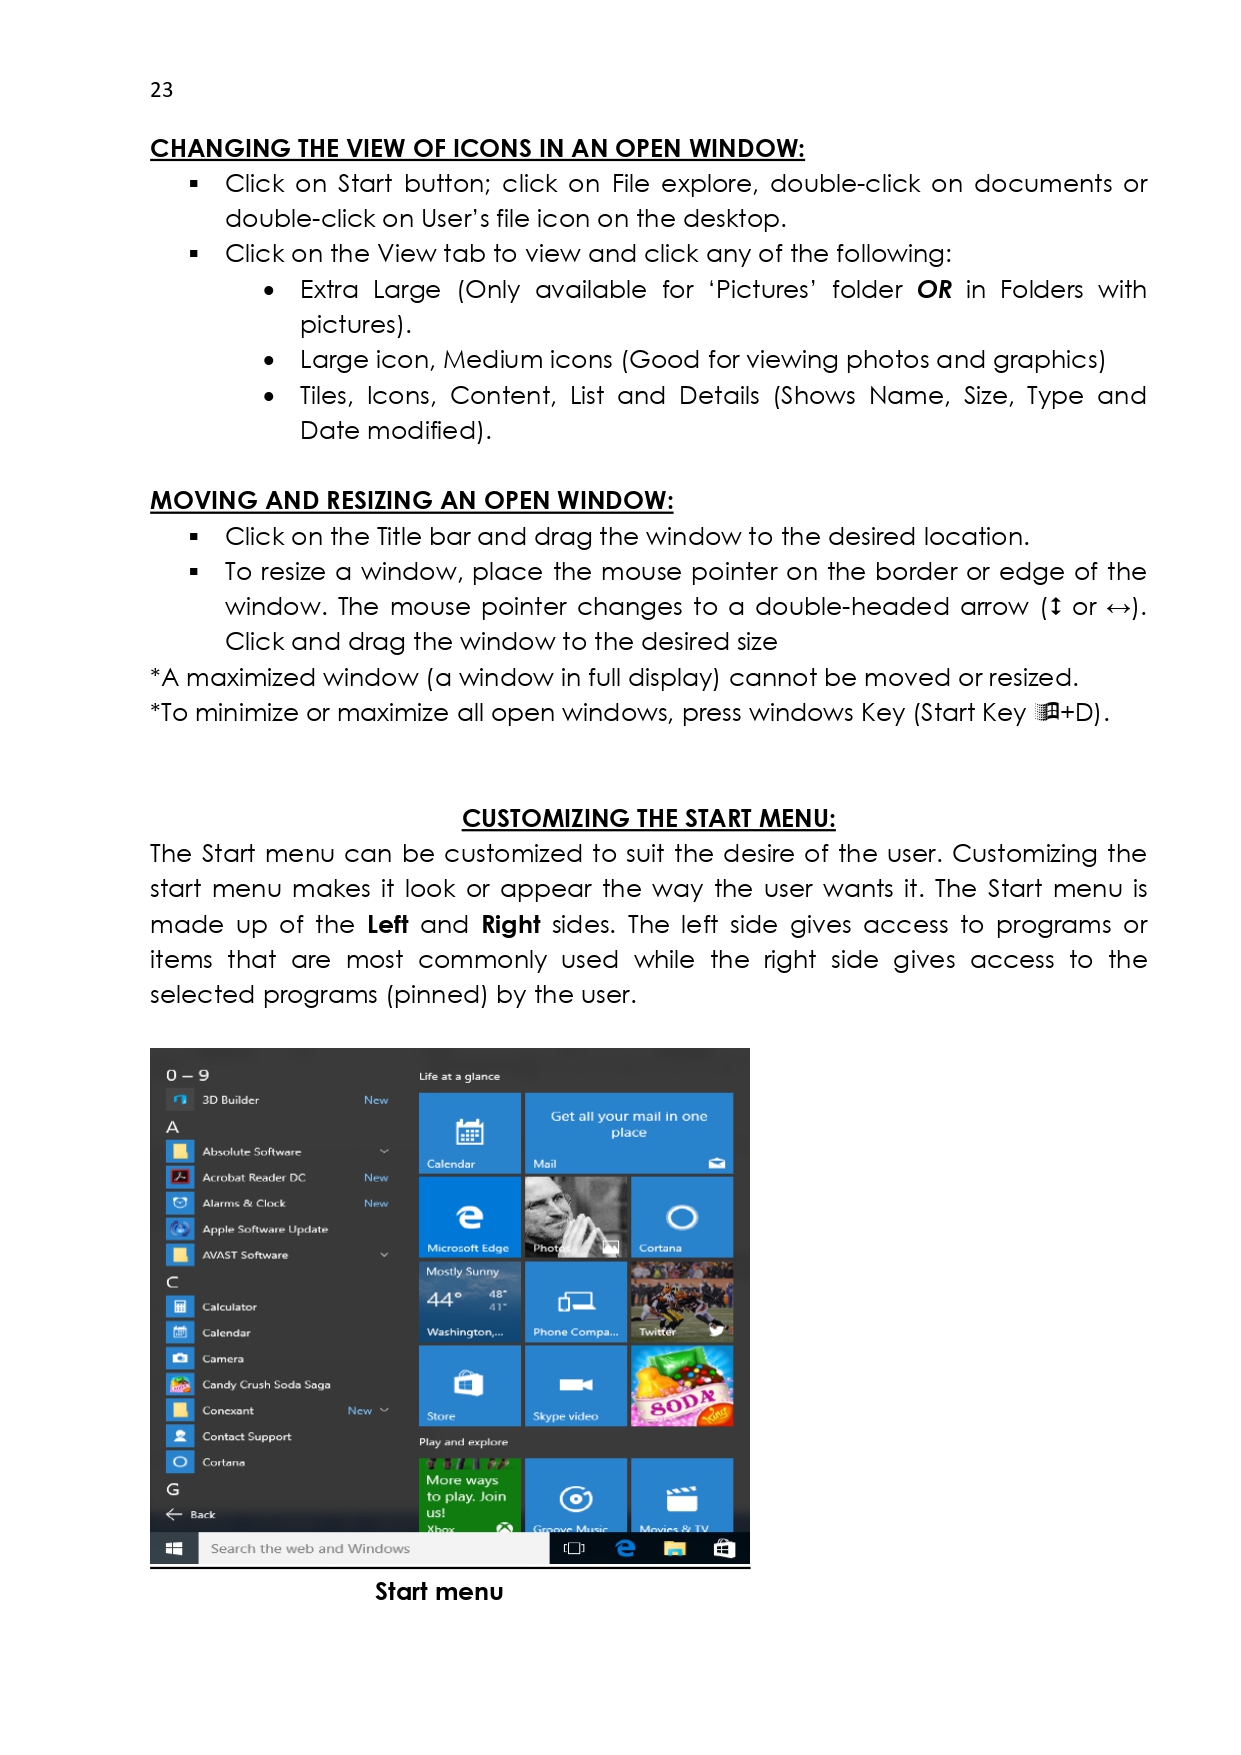 23
CHANGING THE VIEW OF ICONS IN AN OPEN WINDOW:
▪ Click on Start button; click on File explore, double-click on documents or
double-click on User’s file icon on the desktop.
▪ Click on the View tab to view and click any of the following:
• Extra Large (Only available for ‘Pictures’ folder OR in Folders with
pictures).
• Large icon, Medium icons (Good for viewing photos and graphics)
• Tiles, Icons, Content, List and Details (Shows Name, Size, Type and
Date modified).
MOVING AND RESIZING AN OPEN WINDOW:
▪ Click on the Title bar and drag the window to the desired location.
▪ To resize a window, place the mouse pointer on the border or edge of the
window. The mouse pointer changes to a double-headed arrow (↕ or ↔).
Click and drag the window to the desired size
*A maximized window (a window in full display) cannot be moved or resized.
*To minimize or maximize all open windows, press windows Key (Start Key +D).
CUSTOMIZING THE START MENU:
The Start menu can be customized to suit the desire of the user. Customizing the
start menu makes it look or appear the way the user wants it. The Start menu is
made up of the Left and Right sides. The left side gives access to programs or
items that are most commonly used while the right side gives access to the
selected programs (pinned) by the user.
0 – 9
3D Builder New
A
Absolute Software
Acrobat Reader DC New
Alarms & Clock New
Apple Software Update
AVAST Software
C
Calculator
Calendar
Camera
Candy Crush Soda Saga
Conexant New
Contact Support
Cortana
G
Back
Life at a glance
Calendar
Get all your mail in one
place
Mail
Microsoft Edge
Photos
Cortana
Mostly Sunny
44° 48°
41°
Washington,...
Phone Compa...
Twitter
Store
Skype video
SODA
King
Play and explore
More ways
to play. Join
us!
Xbox
Groove Music
Movies & TV
Search the web and Windows
Start menu